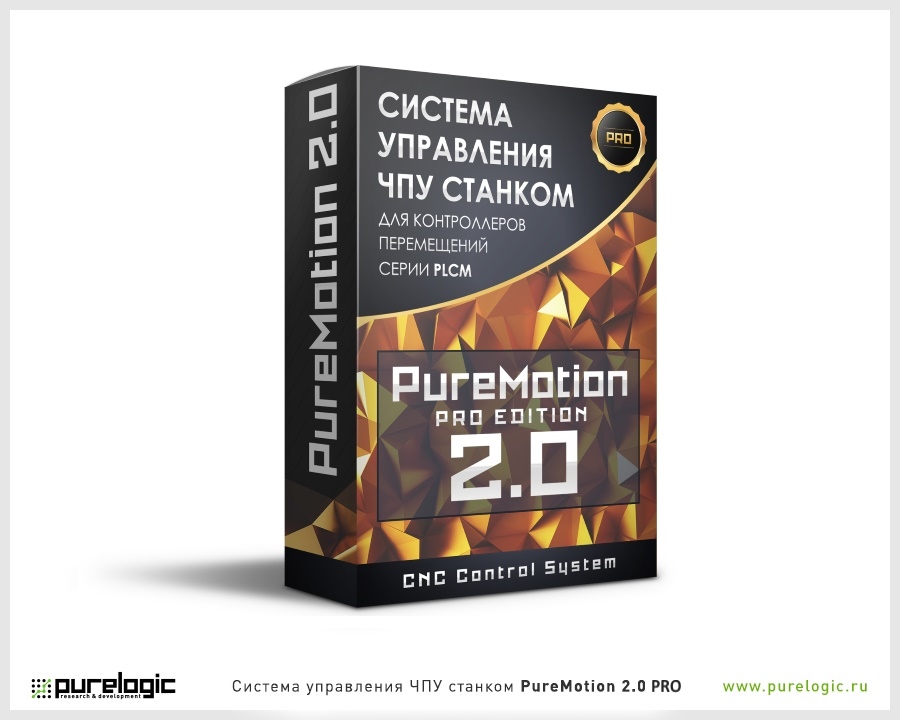 PureMotion 2.0
СИСТЕМА
УПРАВЛЕНИЯ
ЧПУ СТАНКОМ
ДЛЯ КОНТРОЛЛЕРОВ
ПЕРЕМЕЩЕНИЙ
СЕРИИ PLCM
PRO
PureMotion
PRO EDITION
2.0
CNC Control System
purelogic
research & development
Система управления ЧПУ станком PureMotion 2.0 PRO
www.purelogic.ru